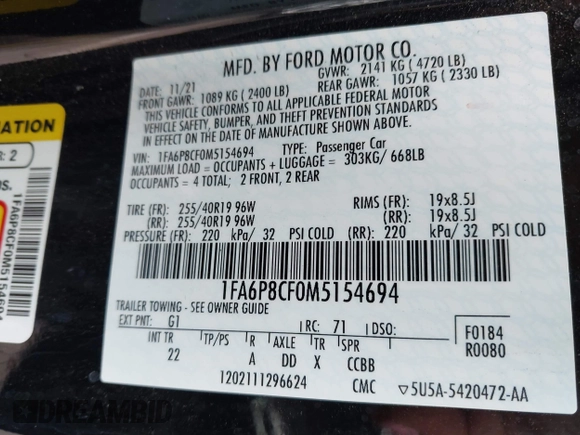 MFD. BY FORD MOTOR CO.
DATE: 11/21 GVWR: 2141 KG ( 4720 LB)
FRONT GAWR: 1089 KG ( 2400 LB) REAR GAWR: 1057 KG ( 2330 LB)
THIS VEHICLE CONFORMS TO ALL APPLICABLE FEDERAL MOTOR
VEHICLE SAFETY, BUMPER, AND THEFT PREVENTION STANDARDS
IN EFFECT ON THE DATE OF MANUFACTURE SHOWN ABOVE.
VIN: 1FA6P8CF0M5154694 TYPE: Passenger Car
MAXIMUM LOAD = OCCUPANTS + LUGGAGE = 303KG/ 668LB
OCCUPANTS = 4 TOTAL; 2 FRONT, 2 REAR
TIRE (FR): 255/40R19 96W RIMS (FR): 19x8.5J
(RR): 255/40R19 96W (RR): 19x8.5J
PRESSURE (FR): 220 kPa/ 32 PSI COLD (RR): 220 kPa/ 32 PSI COLD
1FA6P8CF0M5154694
TRAILER TOWING - SEE OWNER GUIDE
EXT PNT: G1 RC: 71 DSO: F0184
INT TR TP/PS R AXLE TR SPR R0080
22 A DD X CCBB
1202111296624 CMC ▽5U5A-5420472-AA
R: 2
1FA6P8CF0M5154694
DREAMBID